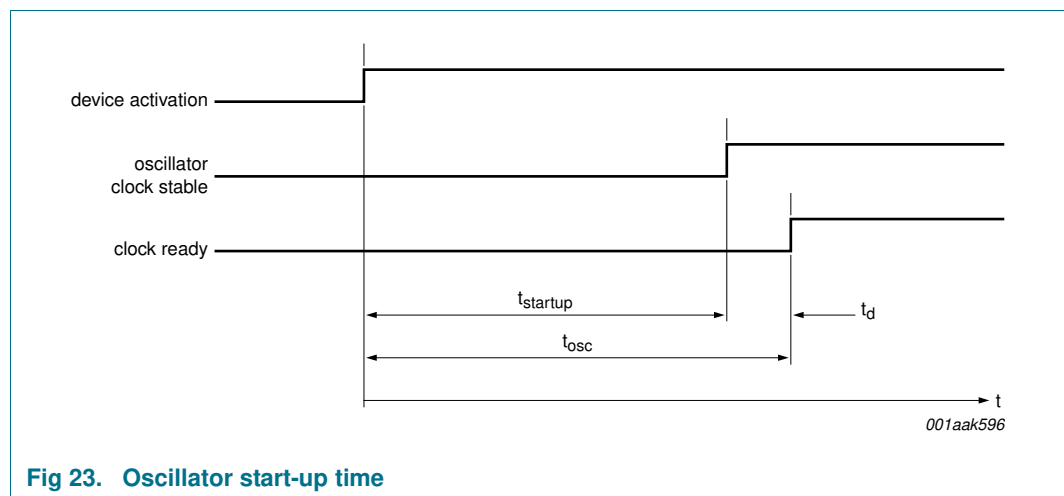 device activation
oscillator
clock stable
clock ready
tstartup
td
tosc
t
001aak596
Fig 23. Oscillator start-up time